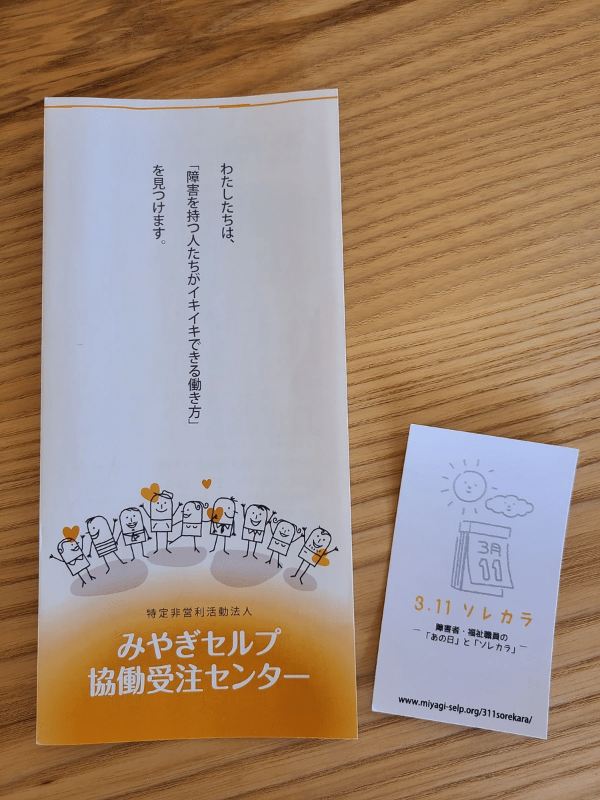 わたしたちは、
「障害を持つ人たちがイキイキできる働き方」
を見つけます。
特定非営利活動法人
みやぎセルプ
協働受注センター
3月
11
3.11 ソレカラ
障害者・福祉職員の
―「あの日」と「ソレカラ」―
www.miyagi-selp.org/311sorekara/